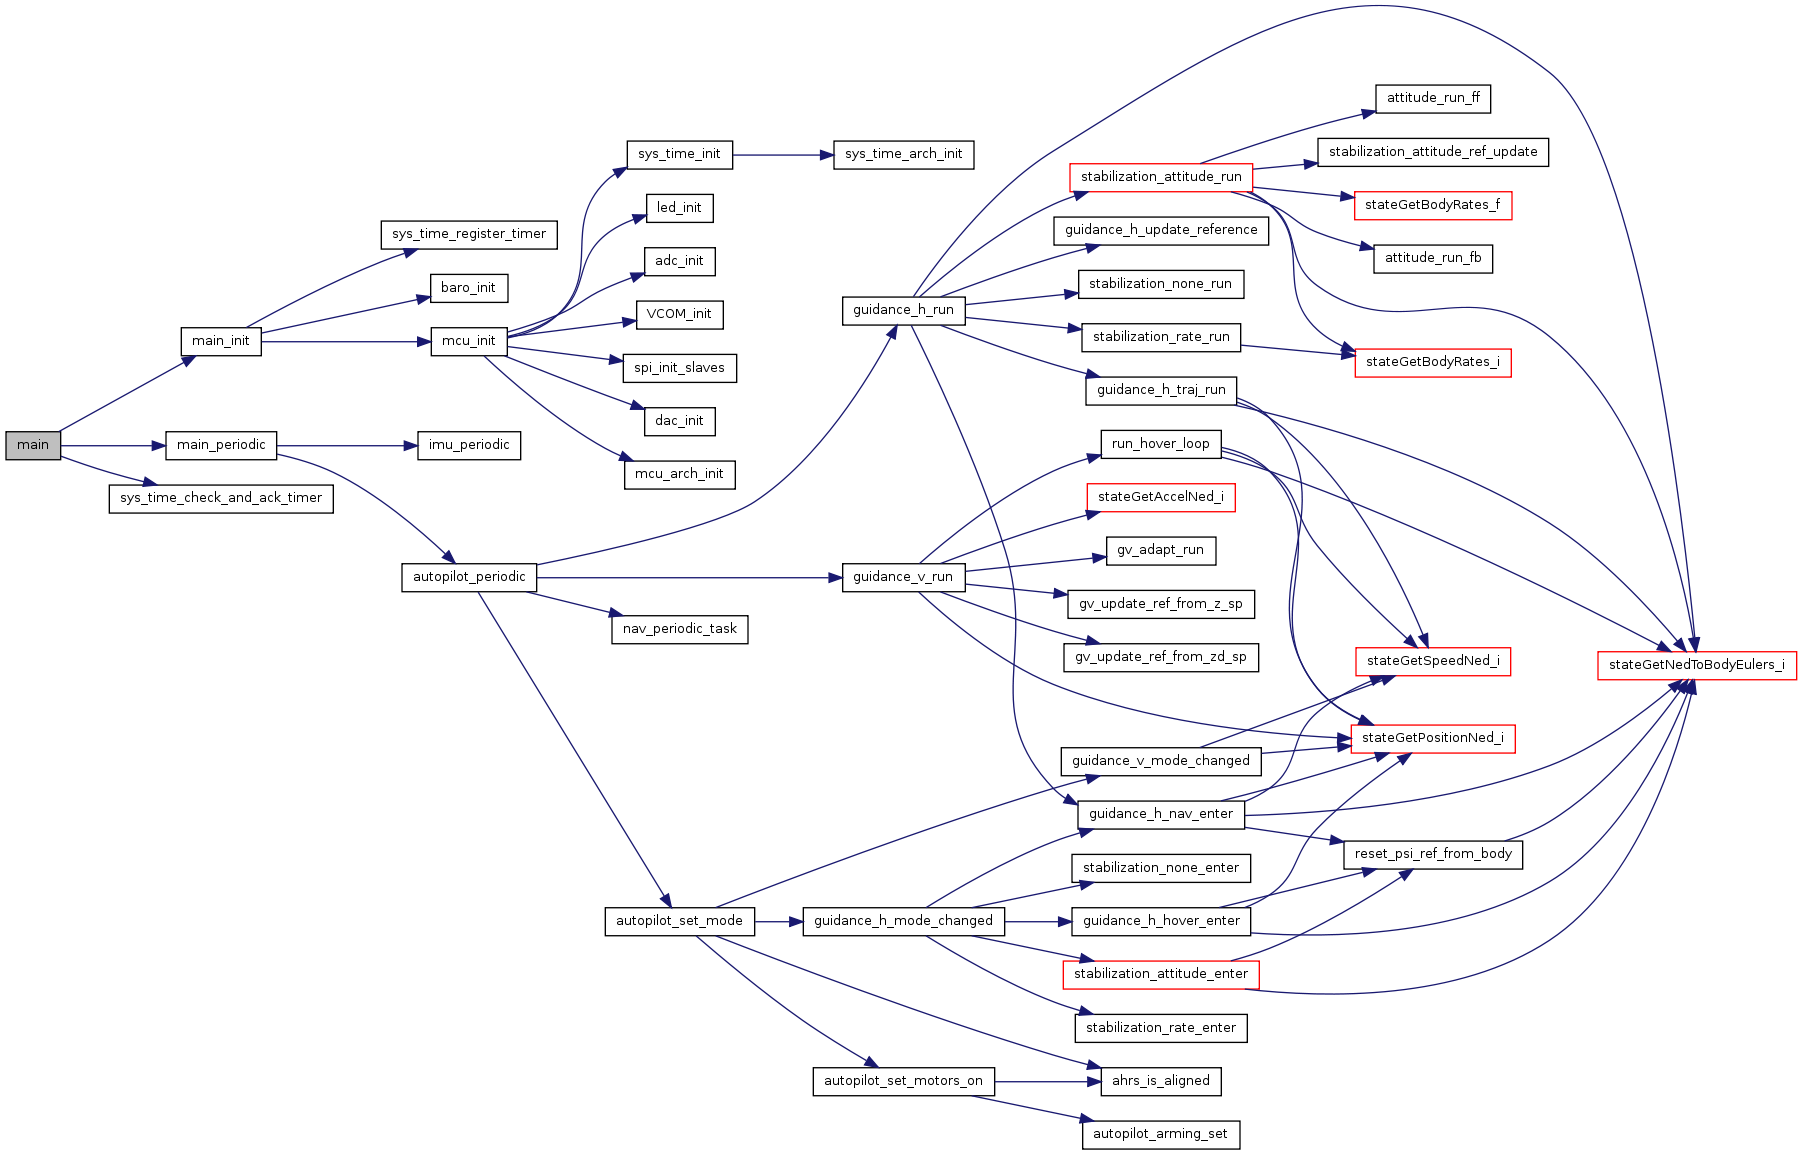 main
main_init
main_periodic
sys_time_check_and_ack_timer
sys_time_register_timer
baro_init
mcu_init
imu_periodic
autopilot_periodic
sys_time_init
led_init
adc_init
VCOM_init
spi_init_slaves
dac_init
mcu_arch_init
nav_periodic_task
autopilot_set_mode
sys_time_arch_init
guidance_h_run
guidance_v_run
guidance_h_mode_changed
autopilot_set_motors_on
stabilization_attitude_run
guidance_h_update_reference
stabilization_none_run
stabilization_rate_run
guidance_h_traj_run
run_hover_loop
stateGetAccelNed_i
gv_adapt_run
gv_update_ref_from_z_sp
gv_update_ref_from_zd_sp
guidance_v_mode_changed
guidance_h_nav_enter
stabilization_none_enter
guidance_h_hover_enter
stabilization_attitude_enter
stabilization_rate_enter
ahrs_is_aligned
autopilot_arming_set
attitude_run_ff
stabilization_attitude_ref_update
stateGetBodyRates_f
attitude_run_fb
stateGetBodyRates_i
stateGetSpeedNed_i
stateGetPositionNed_i
reset_psi_ref_from_body
stateGetNedToBodyEulers_i